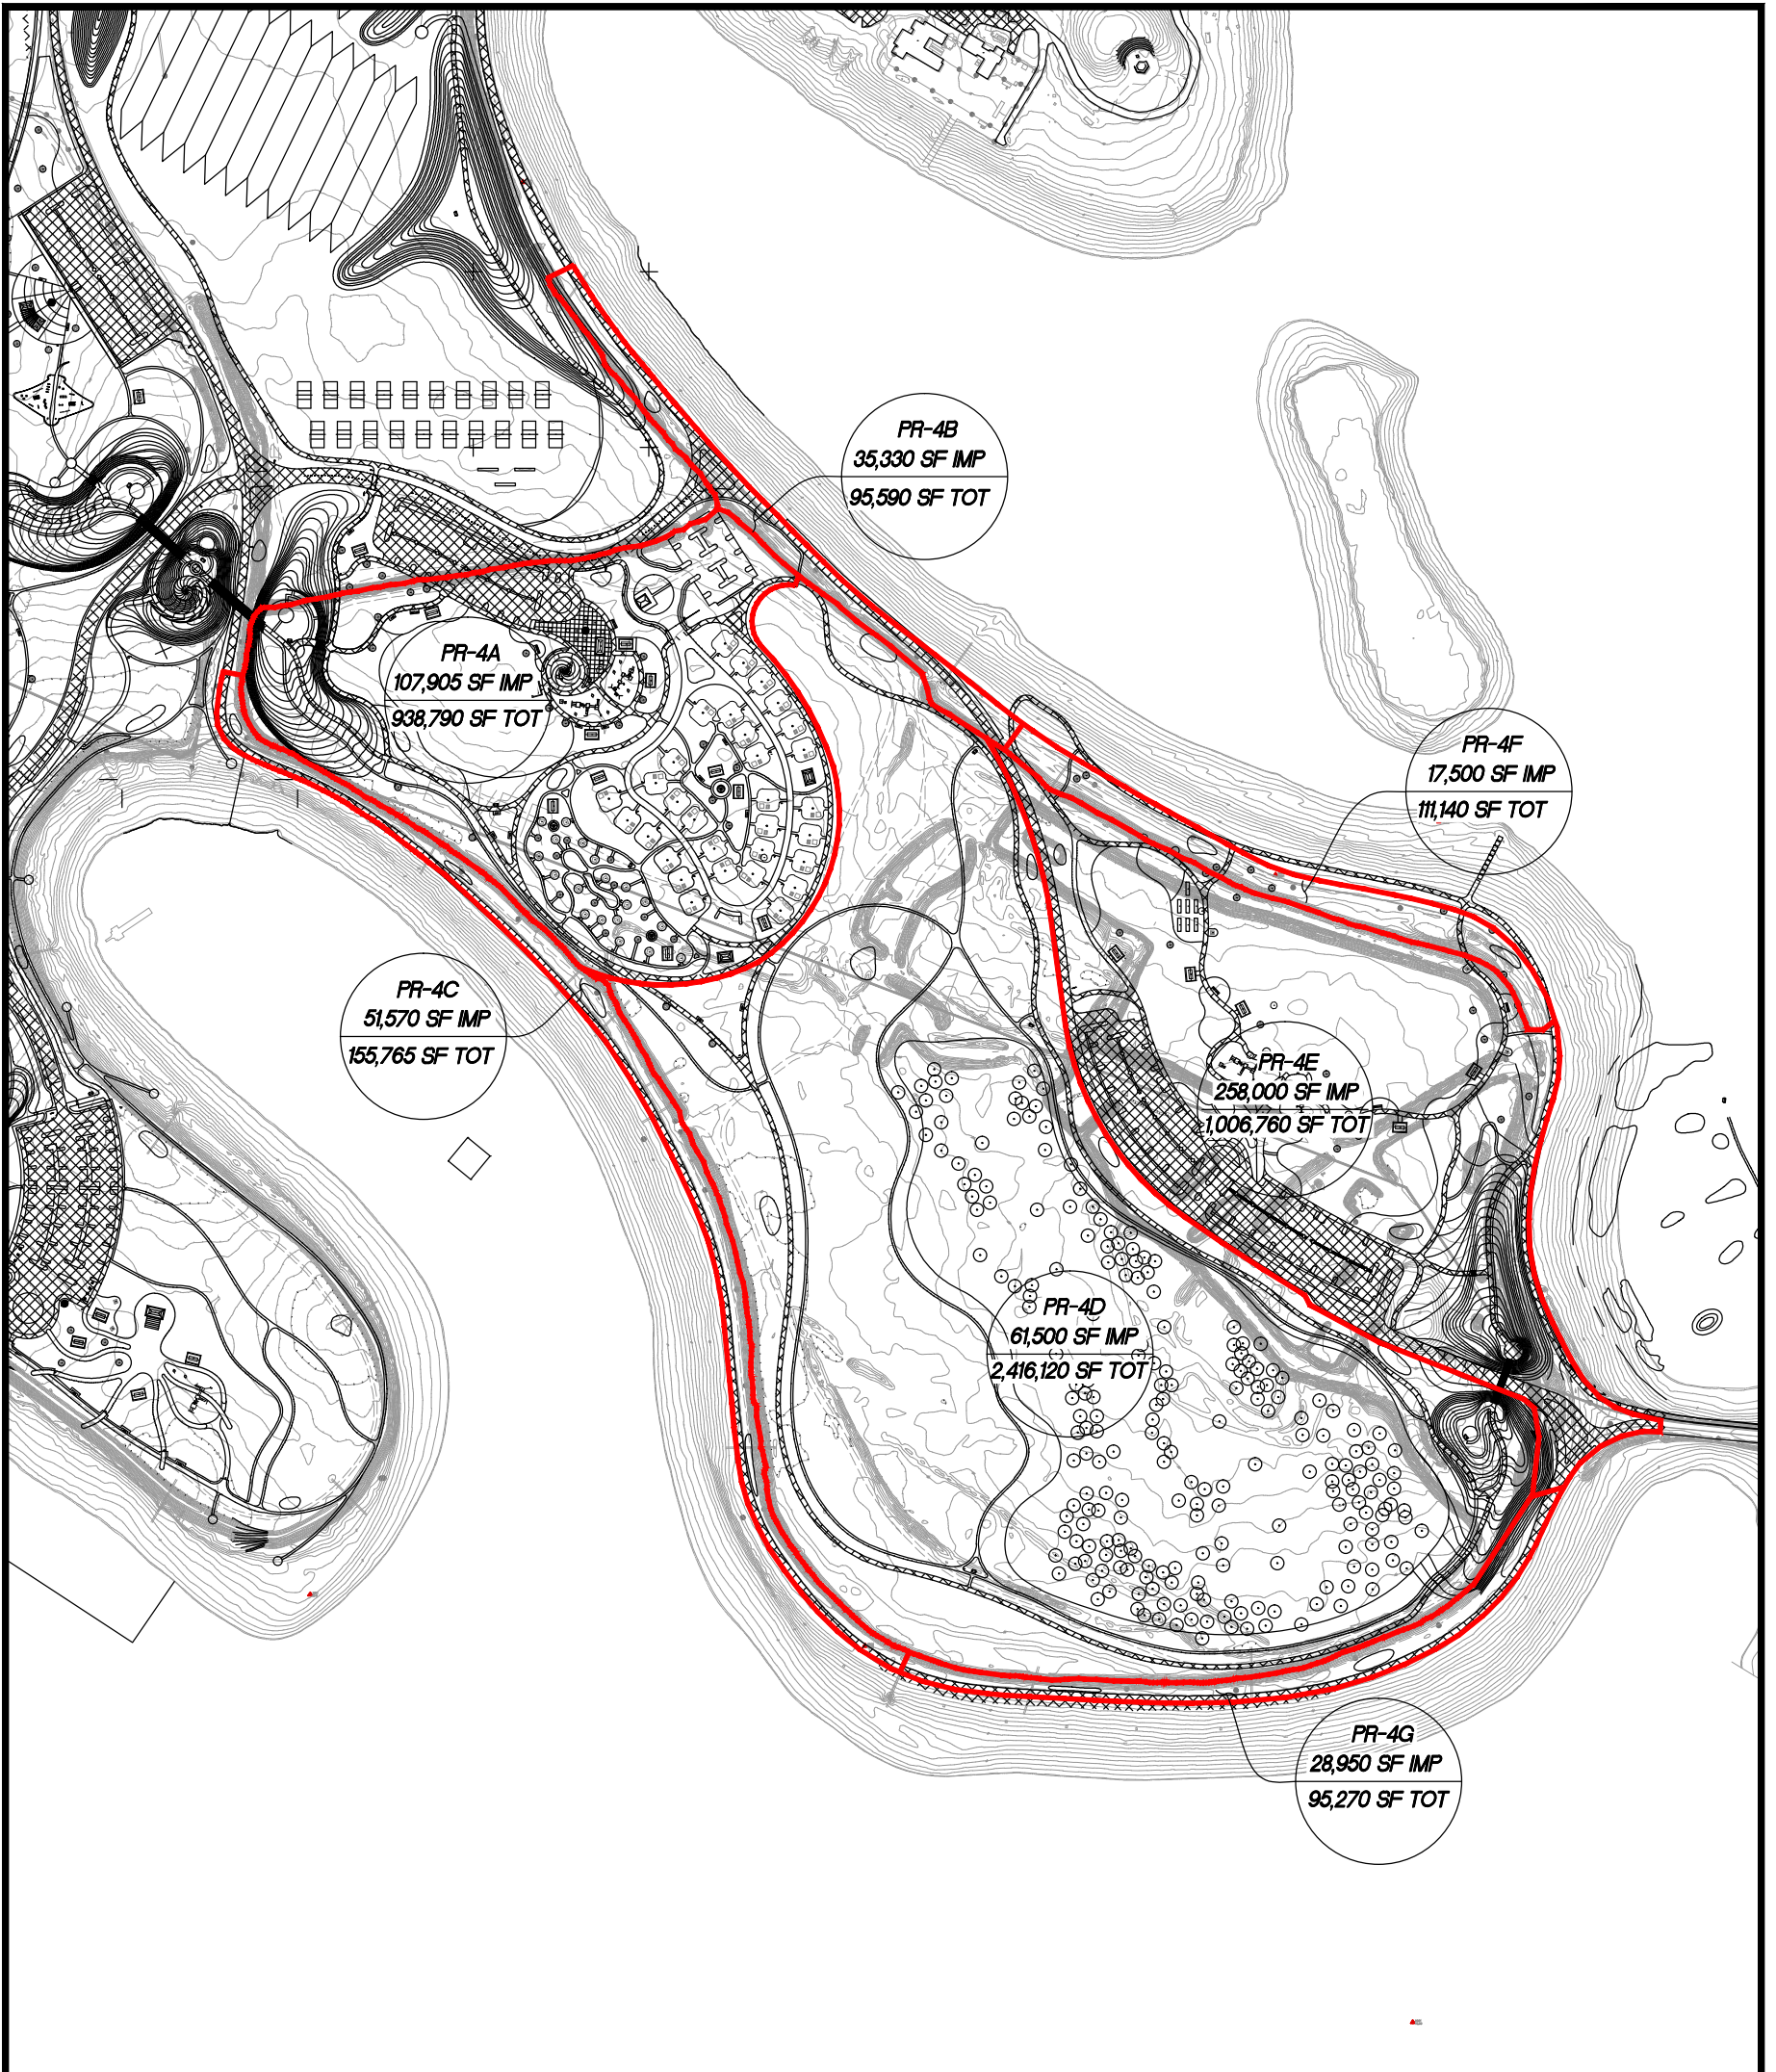 PR-4B
35,330 SF IMP
95,590 SF TOT
PR-4A
107,905 SF IMP
938,790 SF TOT
PR-4F
17,500 SF IMP
111,140 SF TOT
PR-4C
51,570 SF IMP
155,765 SF TOT
PR-4E
258,000 SF IMP
1,006,760 SF TOT
PR-4D
61,500 SF IMP
2,416,120 SF TOT
PR-4G
28,950 SF IMP
95,270 SF TOT